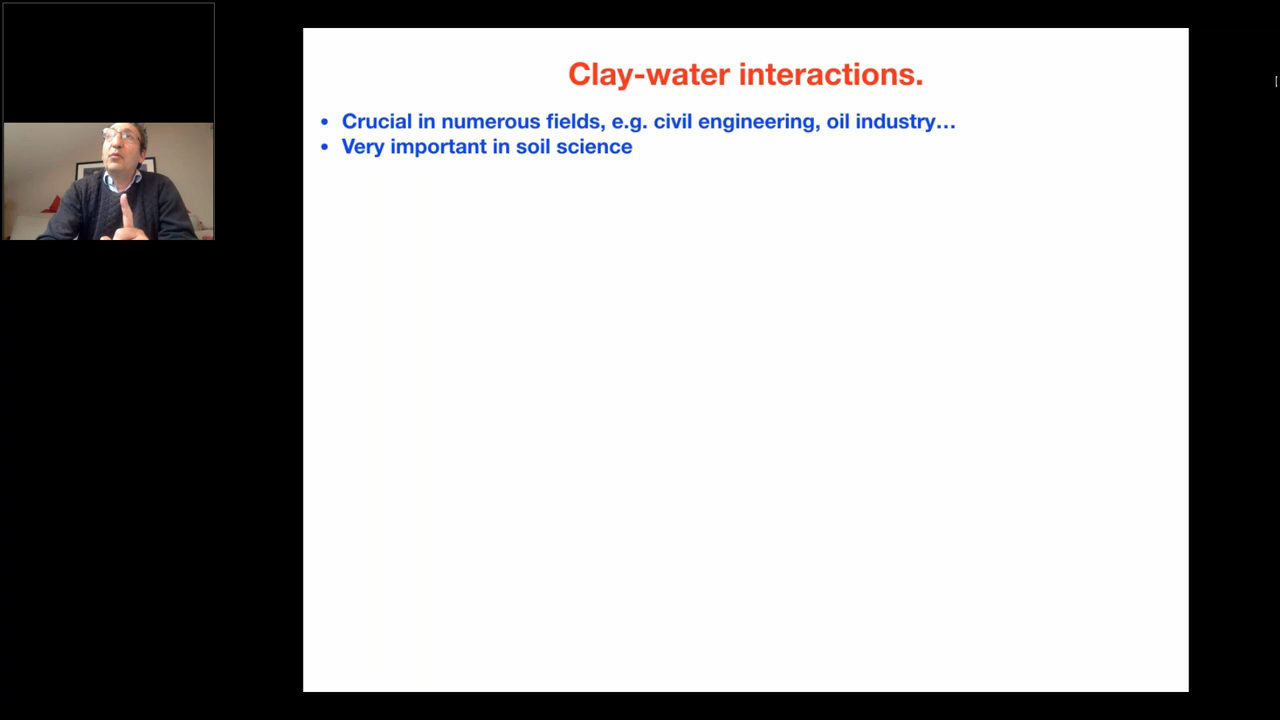 Clay-water interactions.
• Crucial in numerous fields, e.g. civil engineering, oil industry…
• Very important in soil science